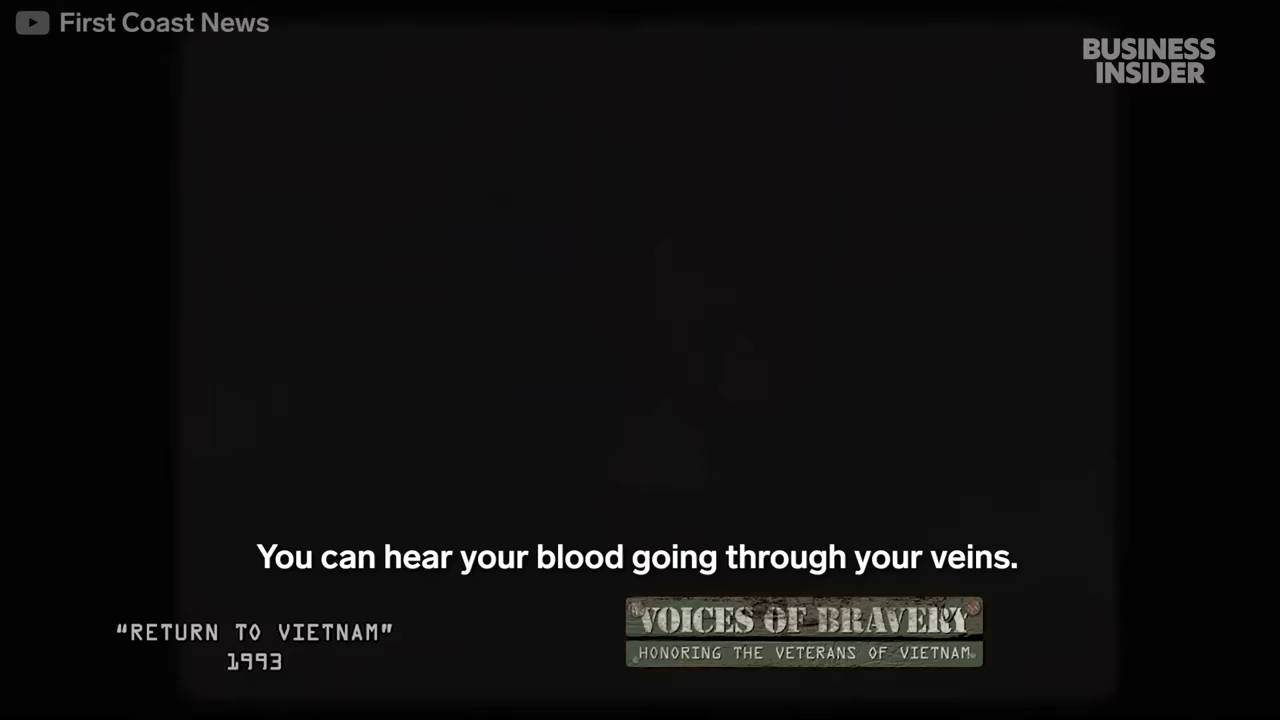 First Coast News
BUSINESS
INSIDER
You can hear your blood going through your veins.
"RETURN TO VIETNAM"
1993
VOICES OF BRAVERY
HONORING THE VETERANS OF VIETNAM